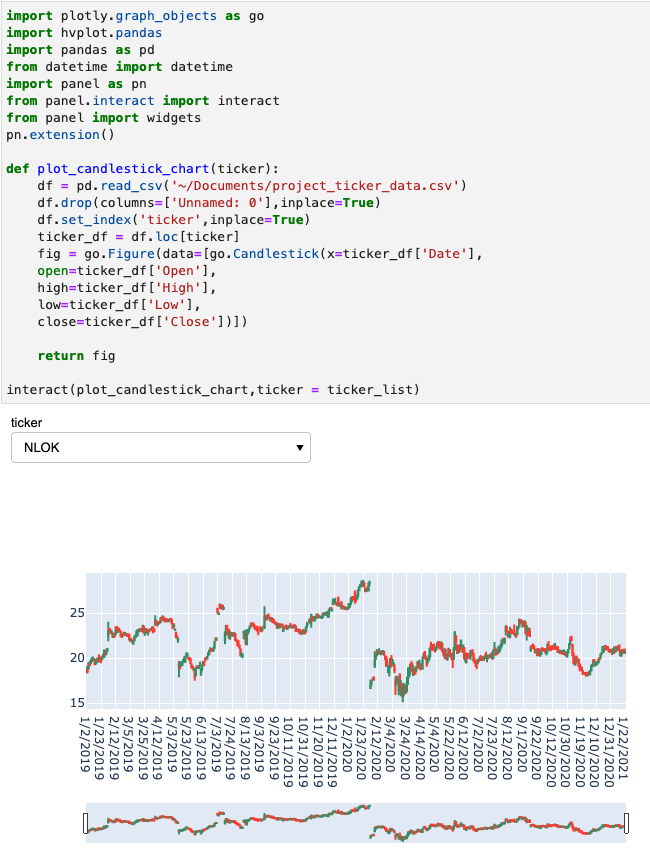 import plotly.graph_objects as go
import hvplot.pandas
import pandas as pd
from datetime import datetime
import panel as pn
from panel.interact import interact
from panel import widgets
pn.extension()
def plot_candlestick_chart(ticker):
    df = pd.read_csv('~/Documents/project_ticker_data.csv')
    df.drop(columns=['Unnamed: 0'],inplace=True)
    df.set_index('ticker',inplace=True)
    ticker_df = df.loc[ticker]
    fig = go.Figure(data=[go.Candlestick(x=ticker_df['Date'],
    open=ticker_df['Open'],
    high=ticker_df['High'],
    low=ticker_df['Low'],
    close=ticker_df['Close'])])
    return fig
interact(plot_candlestick_chart,ticker = ticker_list)
ticker
NLOK
25
20
15
1/2/2019
1/23/2019
2/12/2019
3/5/2019
3/25/2019
4/12/2019
5/3/2019
5/23/2019
6/13/2019
7/3/2019
7/24/2019
8/13/2019
9/3/2019
9/23/2019
10/11/2019
10/31/2019
11/20/2019
12/11/2019
1/2/2020
1/23/2020
2/12/2020
3/4/2020
3/24/2020
4/14/2020
5/4/2020
5/22/2020
6/12/2020
7/2/2020
7/23/2020
8/12/2020
9/1/2020
9/22/2020
10/12/2020
10/30/2020
11/19/2020
12/10/2020
12/31/2020
1/22/2021